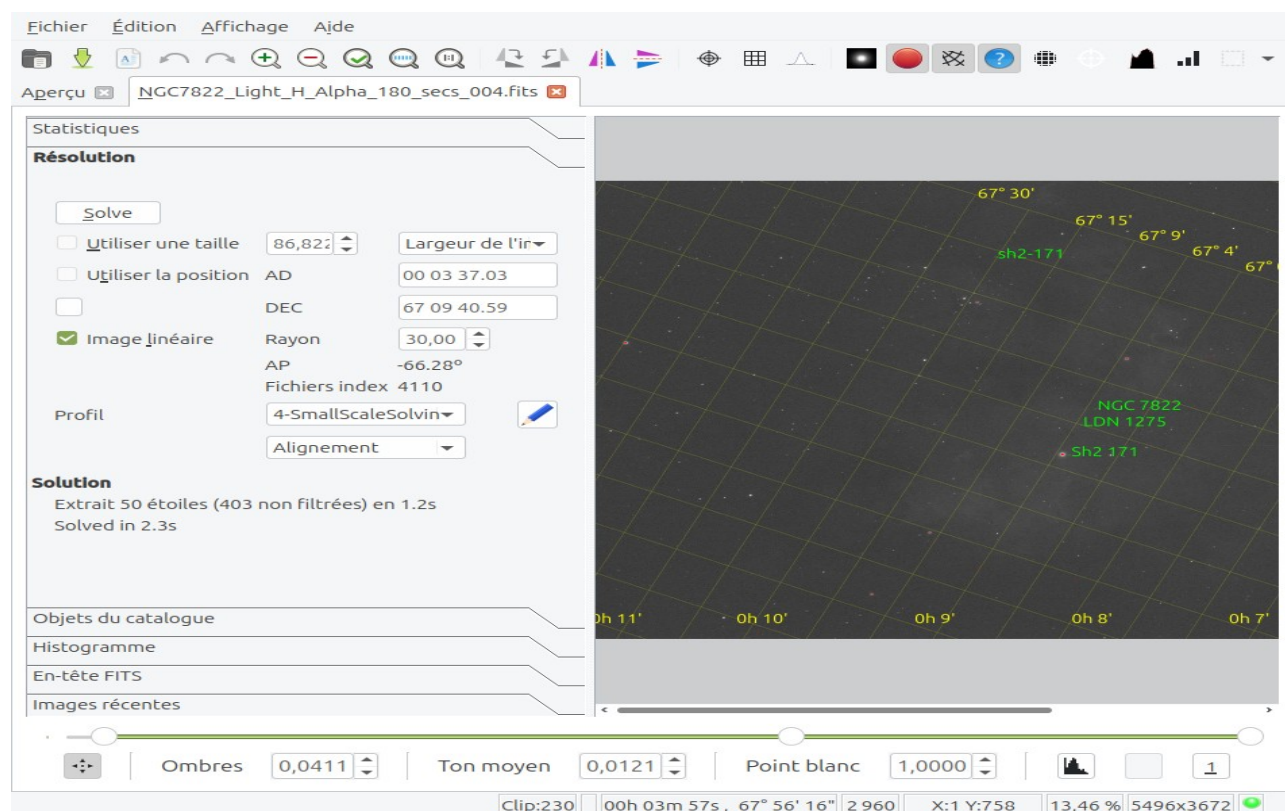 Fichier Édition Affichage Aide
Aperçu NGC7822_Light_H_Alpha_180_secs_004.fits
Statistiques
Résolution
Solve
Utiliser une taille 86,822 Largeur de l'ir
Utiliser la position AD 00 03 37.03
DEC 67 09 40.59
Image linéaire Rayon 30,00
AP -66.28º
Fichiers index 4110
Profil 4-SmallScaleSolvin
Alignement
Solution
Extrait 50 étoiles (403 non filtrées) en 1.2s
Solved in 2.3s
Objets du catalogue
Histogramme
En-tête FITS
Images récentes
67° 30'
67° 15'
67° 9'
67° 4'
67°
sh2-171
NGC 7822
LDN 1275
Sh2 171
0h 11' 0h 10' 0h 9' 0h 8' 0h 7'
Ombres 0,0411 Ton moyen 0,0121 Point blanc 1,0000 1
Clip:230 00h 03m 57s, 67° 56' 16" 2 960 X:1 Y:758 13.46 % 5496x3672